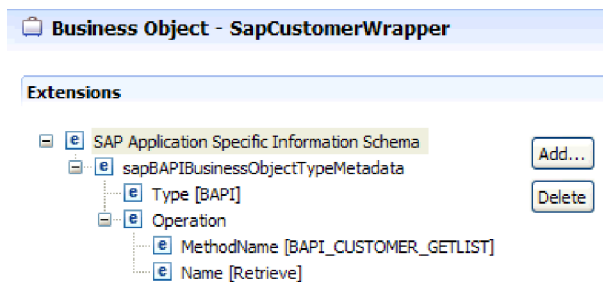 Business Object - SapCustomerWrapper
Extensions
SAP Application Specific Information Schema
Add...
sapBAPIBusinessObjectTypeMetadata
Type [BAPI]
Delete
Operation
MethodName [BAPI_CUSTOMER_GETLIST]
Name [Retrieve]